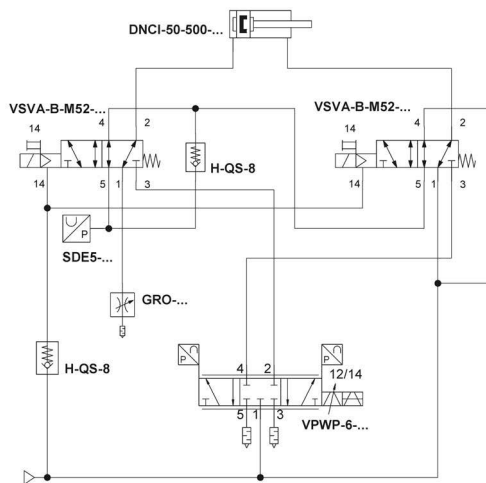 DNCI-50-500-...
VSVA-B-M52-...
VSVA-B-M52-...
4 2
4 2
14
14
14
5 1 3
14
5 1 3
H-QS-8
P
SDE5-...
GRO-...
H-QS-8
P
P
4 2
12/14
5 1 3
VPWP-6-...